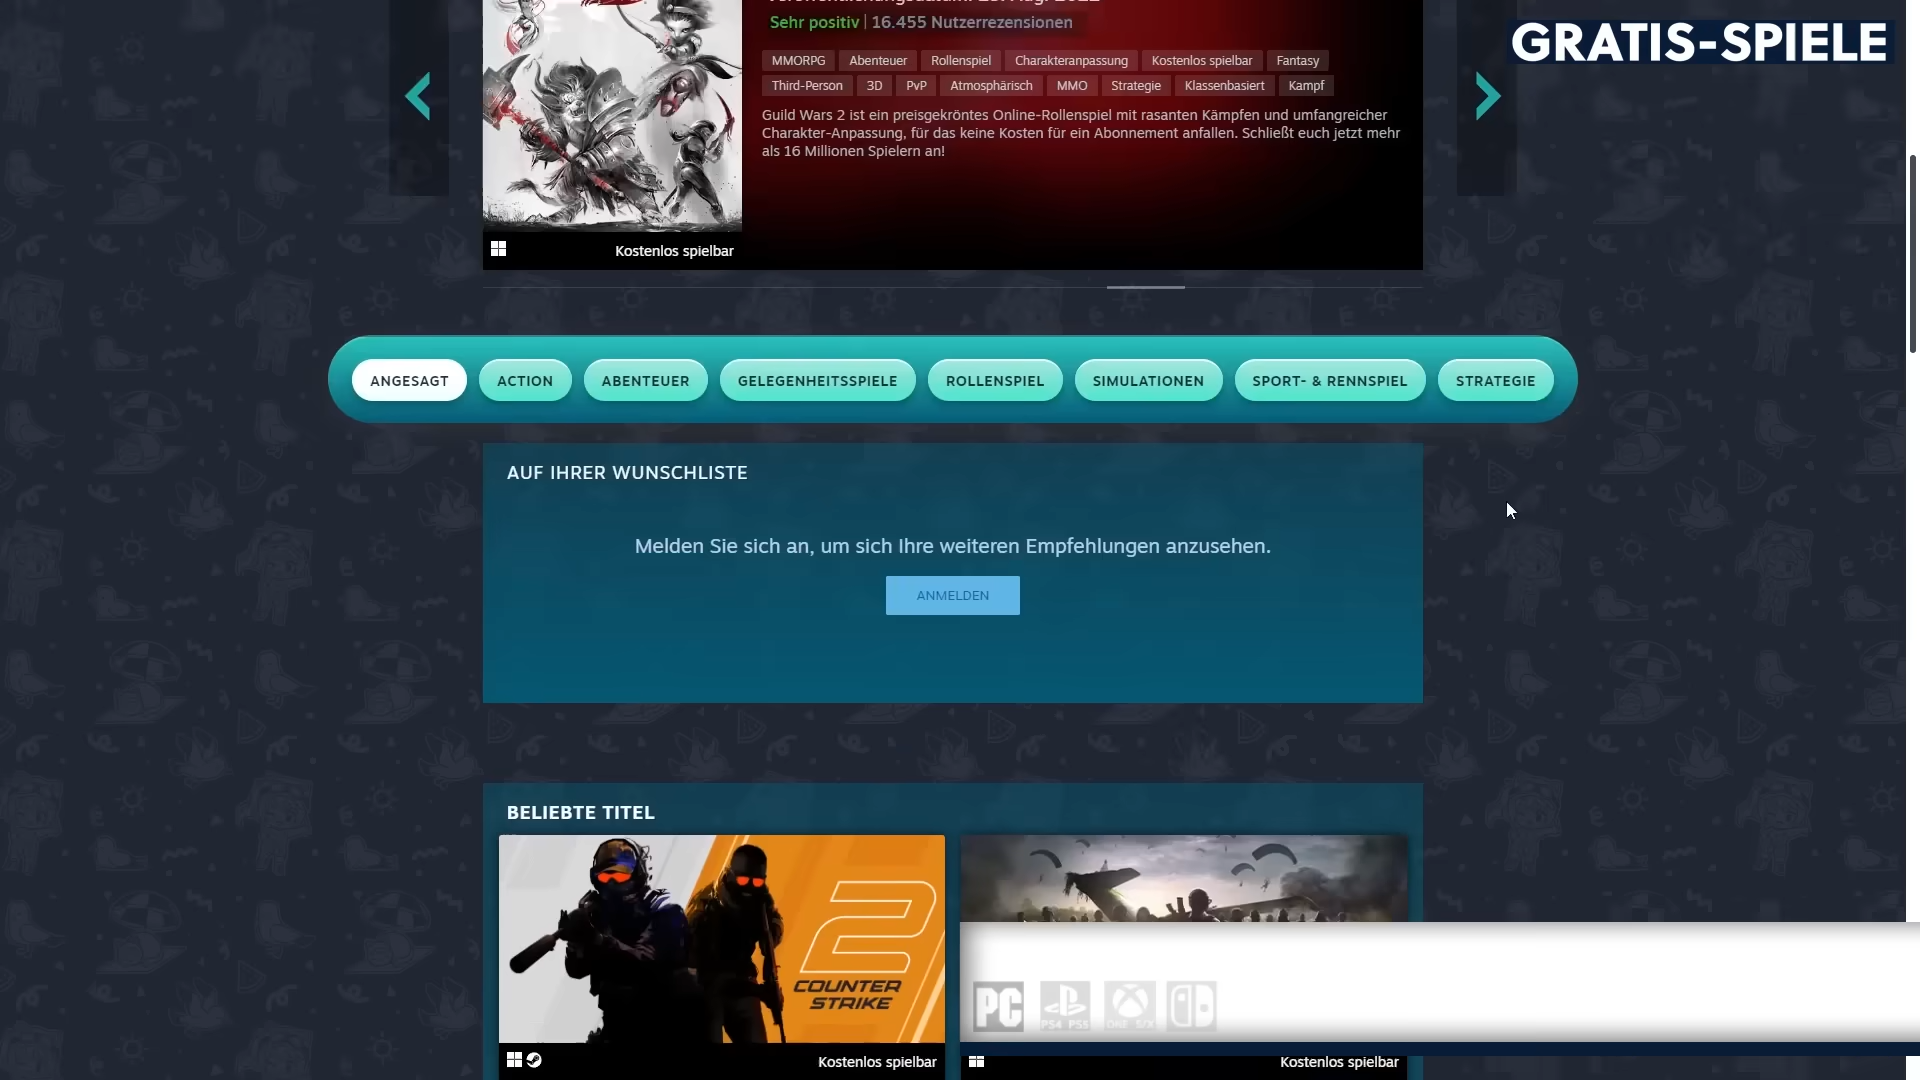 GRATIS-SPIELE
Sehr positiv | 16.455 Nutzerrezensionen
MMORPG Abenteuer Rollenspiel Charakteranpassung Kostenlos spielbar Fantasy
Third-Person 3D PvP Atmosphärisch MMO Strategie Klassenbasiert Kampf
Guild Wars 2 ist ein preisgekröntes Online-Rollenspiel mit rasanten Kämpfen und umfangreicher
Charakter-Anpassung, für das keine Kosten für ein Abonnement anfallen. Schließt euch jetzt mehr
als 16 Millionen Spielern an!
Kostenlos spielbar
ANGESAGT ACTION ABENTEUER GELEGENHEITSSPIELE ROLLENSPIEL SIMULATIONEN SPORT- & RENNSPIEL STRATEGIE
AUF IHRER WUNSCHLISTE
Melden Sie sich an, um sich Ihre weiteren Empfehlungen anzusehen.
ANMELDEN
BELIEBTE TITEL
2
COUNTER
STRIKE
PC PS4 PS5 ONE S/X
Kostenlos spielbar Kostenlos spielbar